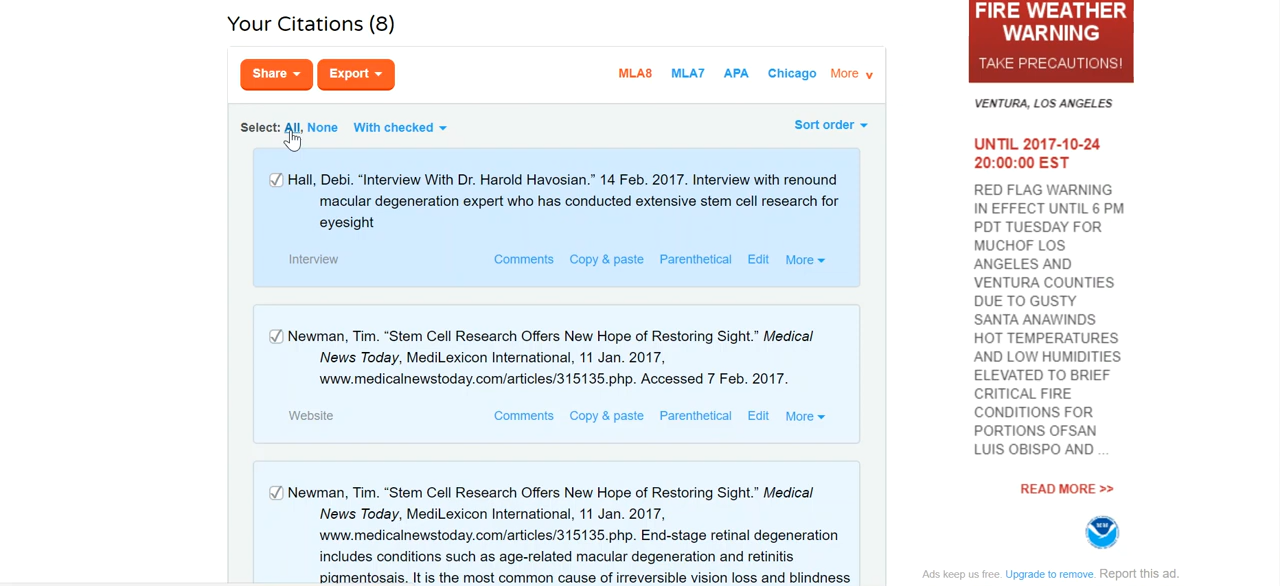 Your Citations (8)
Share Export MLA8 MLA7 APA Chicago More
Select: All, None With checked Sort order
Hall, Debi. “Interview With Dr. Harold Havosian.” 14 Feb. 2017. Interview with renound
macular degeneration expert who has conducted extensive stem cell research for
eyesight
Interview Comments Copy & paste Parenthetical Edit More
Newman, Tim. “Stem Cell Research Offers New Hope of Restoring Sight.” Medical
News Today, MediLexicon International, 11 Jan. 2017,
www.medicalnewstoday.com/articles/315135.php. Accessed 7 Feb. 2017.
Website Comments Copy & paste Parenthetical Edit More
Newman, Tim. “Stem Cell Research Offers New Hope of Restoring Sight.” Medical
News Today, MediLexicon International, 11 Jan. 2017,
www.medicalnewstoday.com/articles/315135.php. End-stage retinal degeneration
includes conditions such as age-related macular degeneration and retinitis
pigmentosais. It is the most common cause of irreversible vision loss and blindness
FIRE WEATHER
WARNING
TAKE PRECAUTIONS!
VENTURA, LOS ANGELES
UNTIL 2017-10-24
20:00:00 EST
RED FLAG WARNING
IN EFFECT UNTIL 6 PM
PDT TUESDAY FOR
MUCHOF LOS
ANGELES AND
VENTURA COUNTIES
DUE TO GUSTY
SANTA ANAWINDS
HOT TEMPERATURES
AND LOW HUMIDITIES
ELEVATED TO BRIEF
CRITICAL FIRE
CONDITIONS FOR
PORTIONS OFSAN
LUIS OBISPO AND ...
READ MORE >>
Ads keep us free. Upgrade to remove. Report this ad.